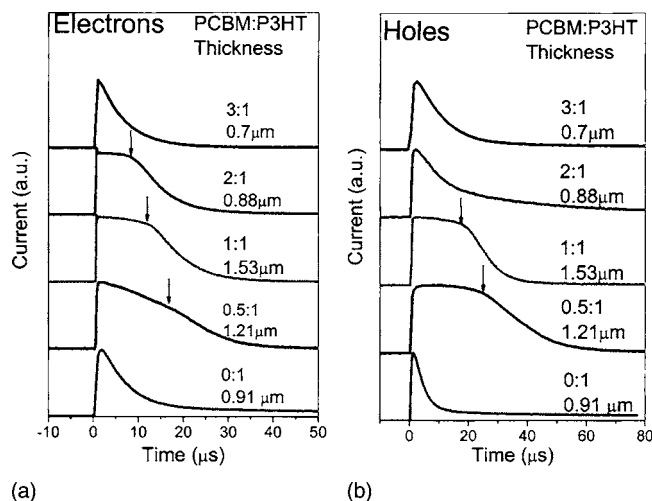 Electrons
PCBM:P3HT
Thickness
3:1
0.7μm
2:1
0.88μm
1:1
1.53μm
0.5:1
1.21 μm
0:1
0.91 μm
Current (a.u.)
-10 0 10 20 30 40 50
Time (μs)
(a)
Holes
PCBM:P3HT
Thickness
3:1
0.7μm
2:1
0.88μm
1:1
1.53μm
0.5:1
1.21μm
0:1
0.91 μm
Current (a.u.)
0 20 40 60 80
Time (μs)
(b)